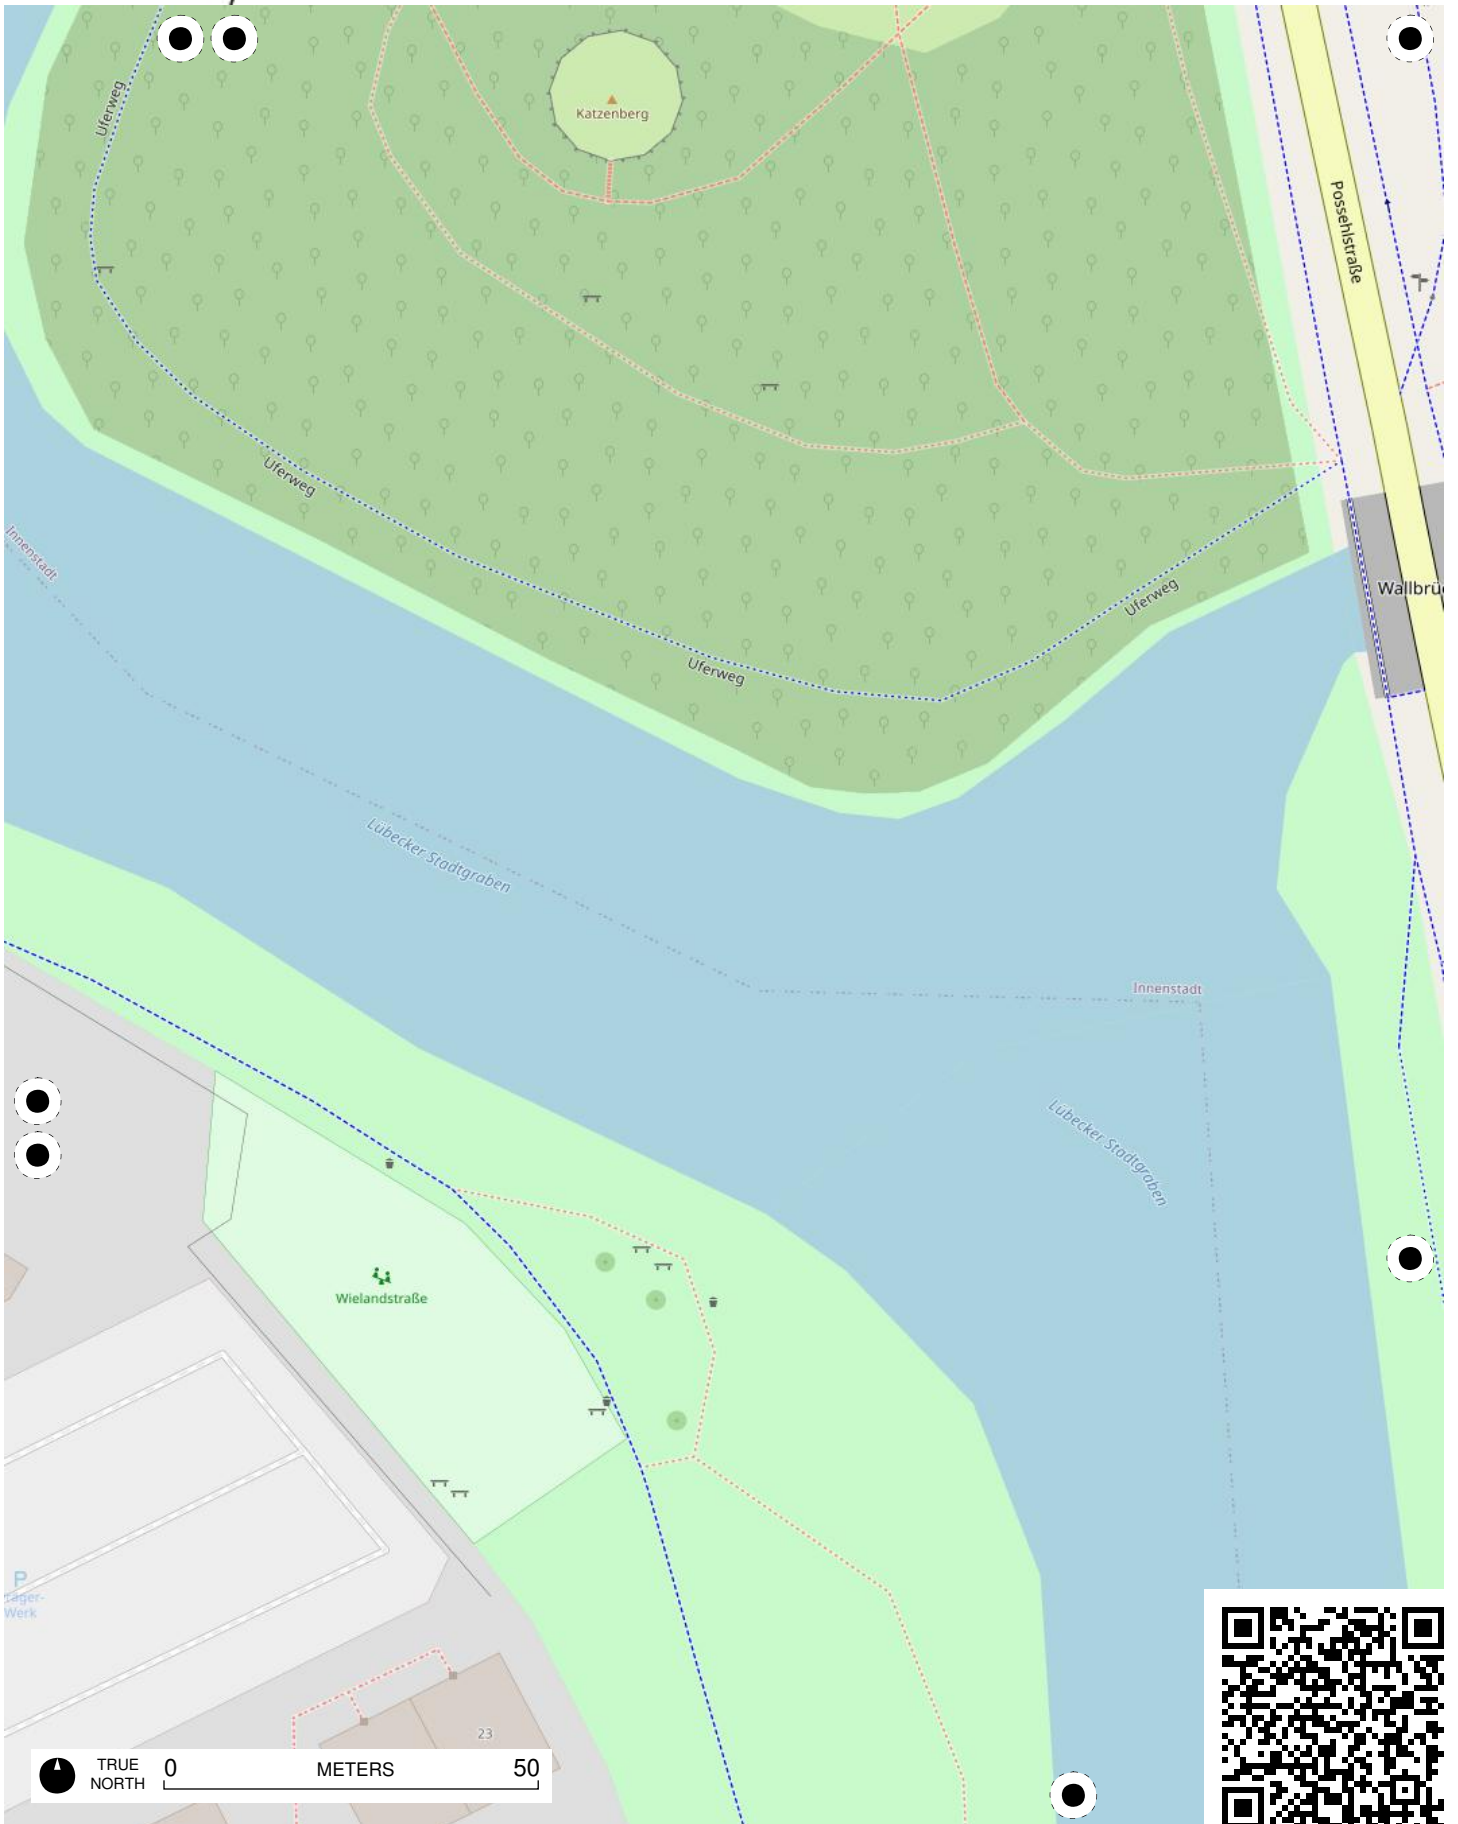 Uferweg
Katzenberg
Possehlstraße
Uferweg
Innenstadt
Wallbrü
Uferweg
Uferweg
Lübecker Stadtgraben
Innenstadt
Lübecker Stadtgraben
Wielandstraße
P
räger-
Werk
23
TRUE
NORTH
0 METERS 50